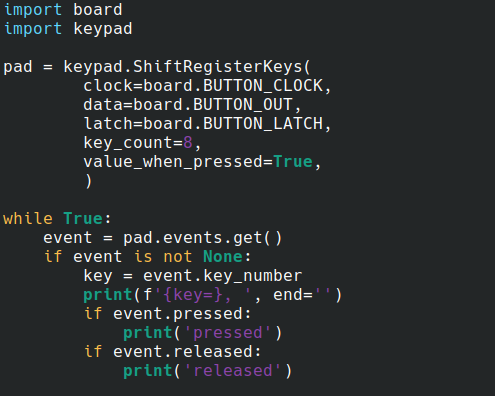 import board
import keypad

pad = keypad.ShiftRegisterKeys(
        clock=board.BUTTON_CLOCK,
        data=board.BUTTON_OUT,
        latch=board.BUTTON_LATCH,
        key_count=8,
        value_when_pressed=True,
        )

while True:
    event = pad.events.get()
    if event is not None:
        key = event.key_number
        print(f'{key=}, ', end='')
        if event.pressed:
            print('pressed')
        if event.released:
            print('released')